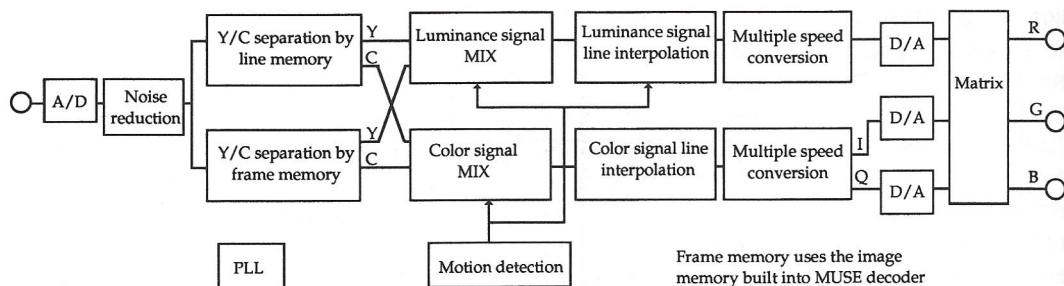 Y/C separation by
line memory
Y
C
Luminance signal
MIX
Luminance signal
line interpolation
Multiple speed
conversion
D/A
R
A/D
Noise
reduction
Matrix
G
Y/C separation by
frame memory
Y
C
Color signal
MIX
Color signal line
interpolation
Multiple speed
conversion
I
Q
D/A
D/A
B
PLL
Motion detection
Frame memory uses the image
memory built into MUSE decoder